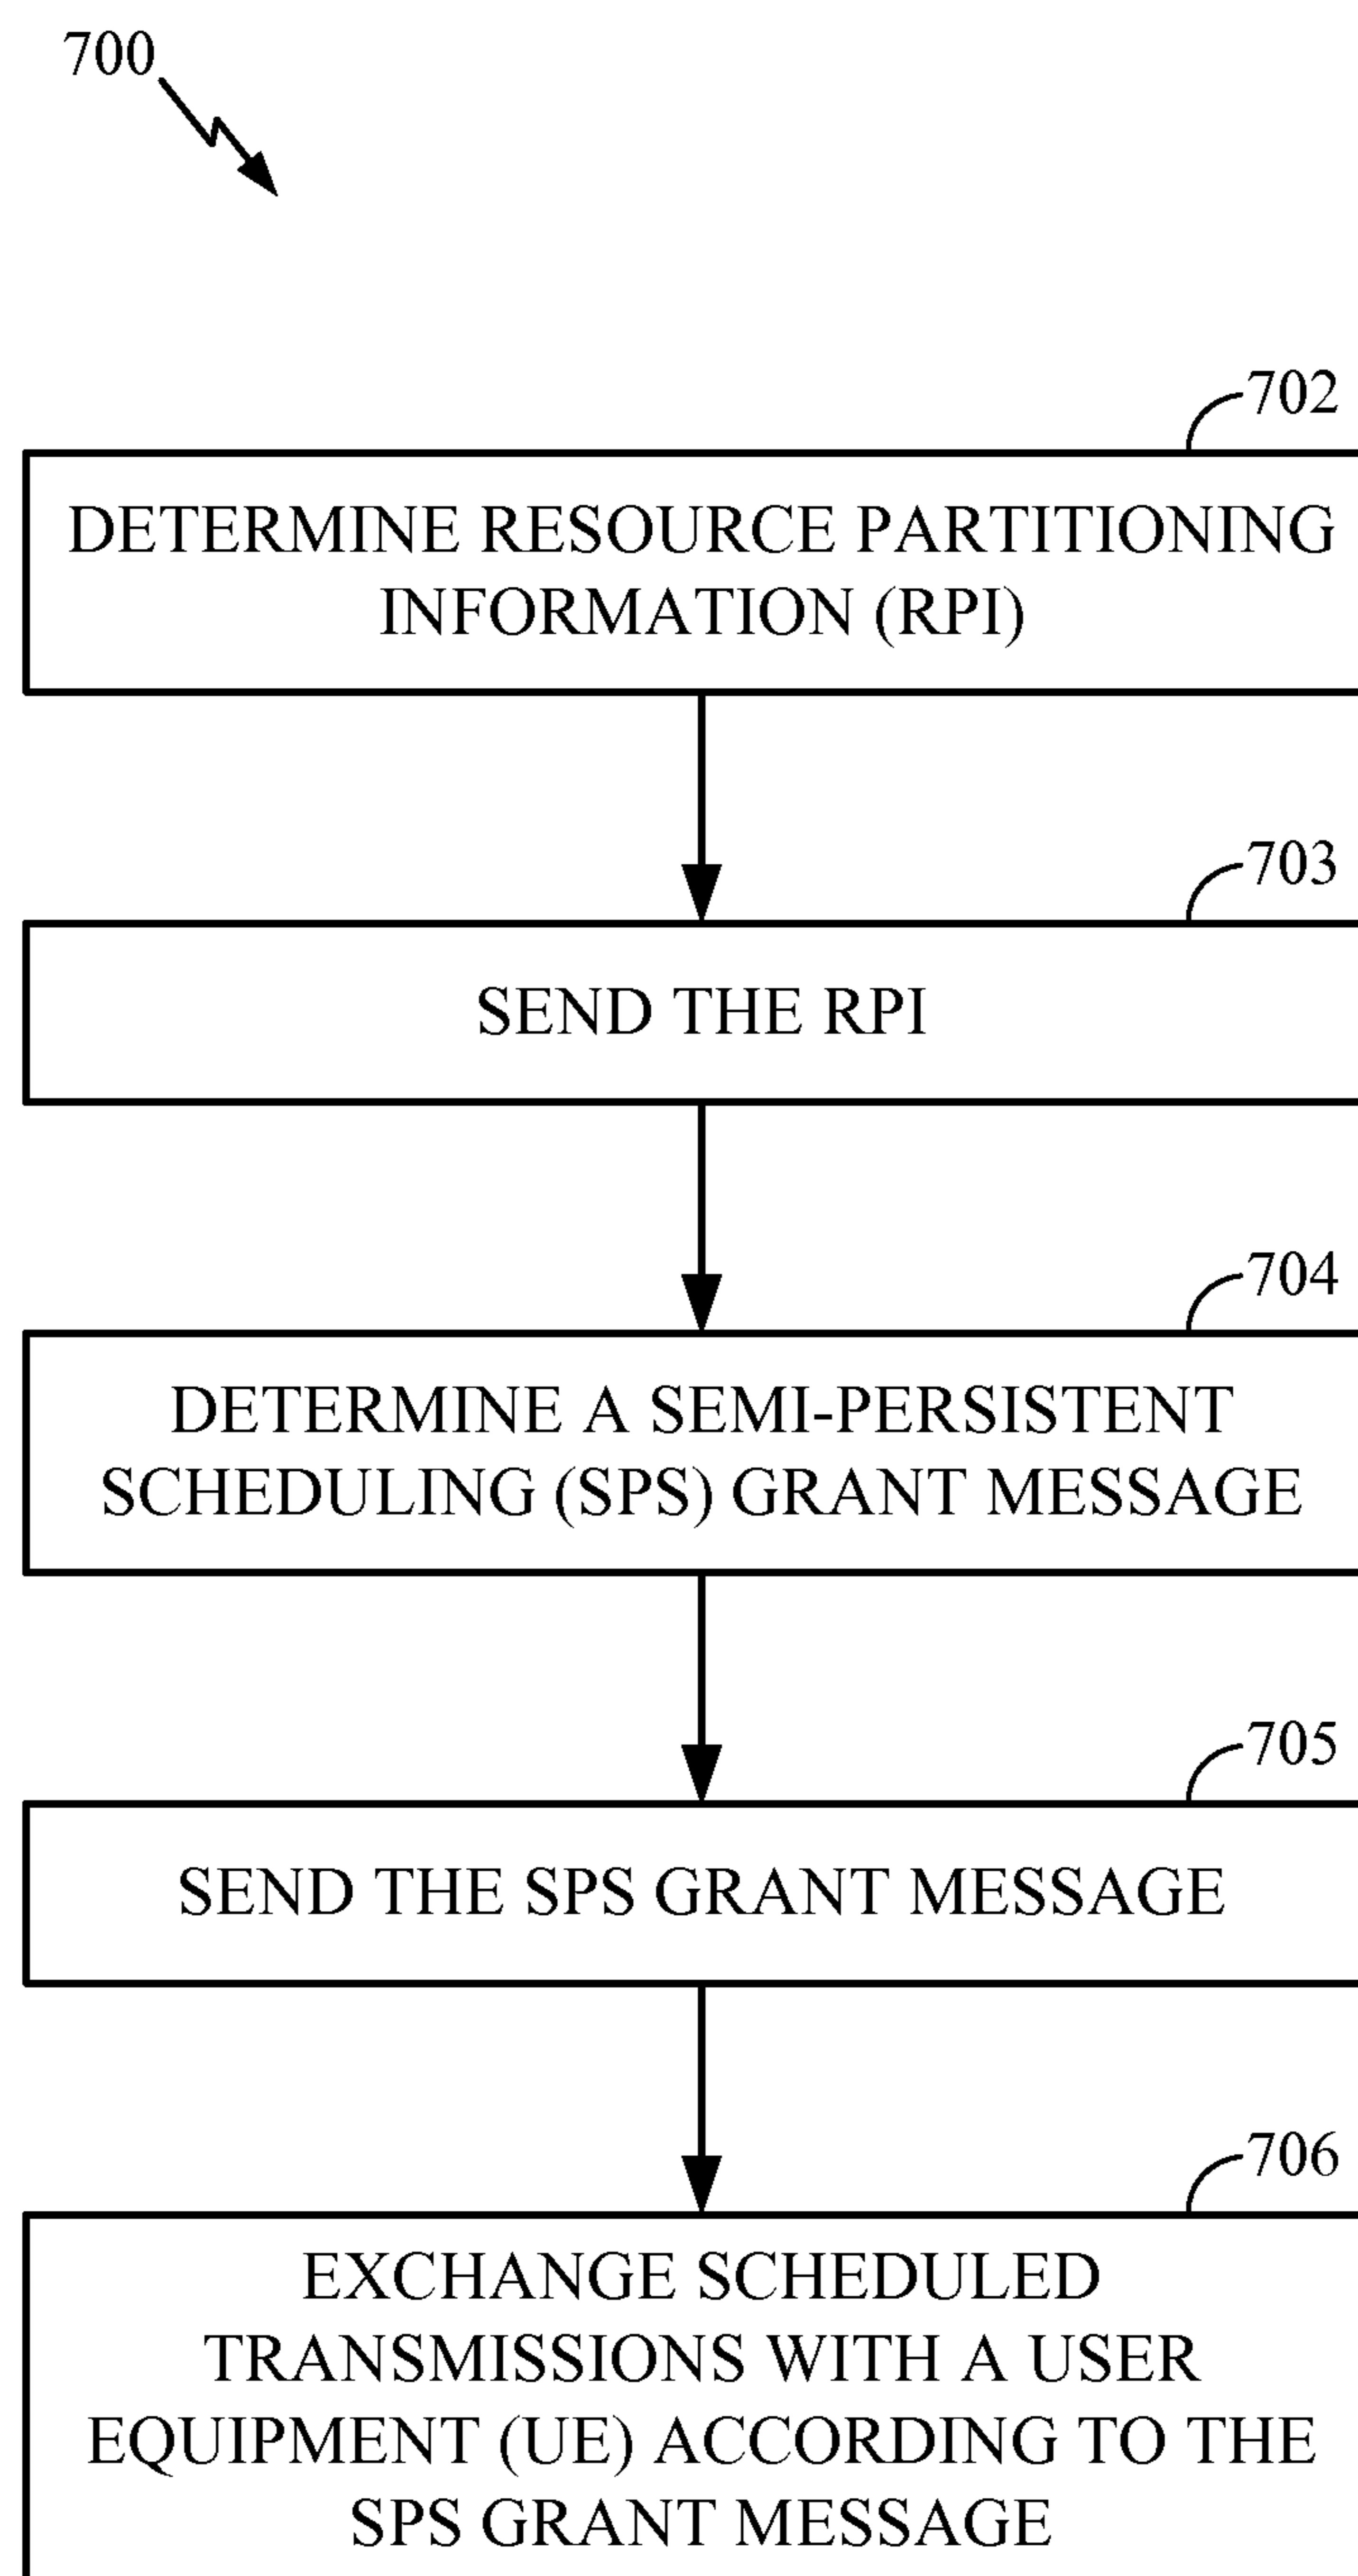 700
702
DETERMINE RESOURCE PARTITIONING
INFORMATION (RPI)
703
SEND THE RPI
704
DETERMINE A SEMI-PERSISTENT
SCHEDULING (SPS) GRANT MESSAGE
705
SEND THE SPS GRANT MESSAGE
706
EXCHANGE SCHEDULED
TRANSMISSIONS WITH A USER
EQUIPMENT (UE) ACCORDING TO THE
SPS GRANT MESSAGE